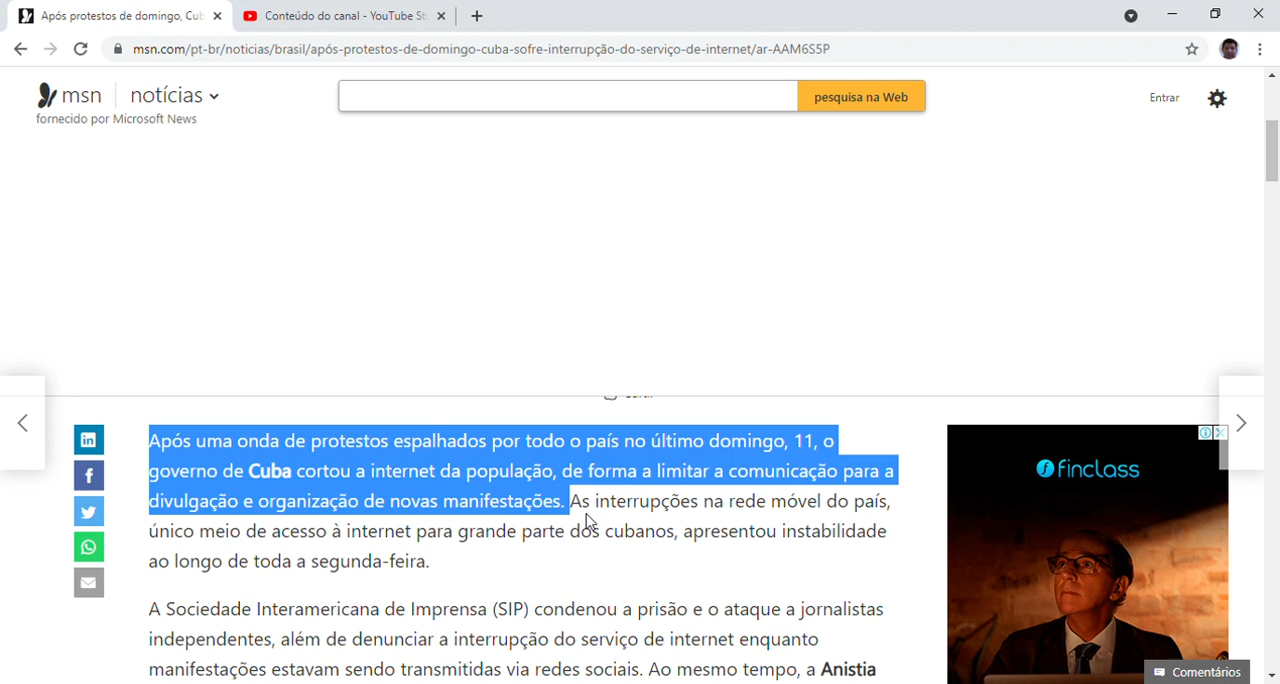 Após protestos de domingo, Cub
Conteúdo do canal - YouTube St
msn.com/pt-br/noticias/brasil/após-protestos-de-domingo-cuba-sofre-interrupção-do-serviço-de-internet/ar-AAM6S5P
msn notícias
fornecido por Microsoft News
pesquisa na Web
Entrar
Após uma onda de protestos espalhados por todo o país no último domingo, 11, o
governo de Cuba cortou a internet da população, de forma a limitar a comunicação para a
divulgação e organização de novas manifestações. As interrupções na rede móvel do país,
único meio de acesso à internet para grande parte dos cubanos, apresentou instabilidade
ao longo de toda a segunda-feira.
A Sociedade Interamericana de Imprensa (SIP) condenou a prisão e o ataque a jornalistas
independentes, além de denunciar a interrupção do serviço de internet enquanto
manifestações estavam sendo transmitidas via redes sociais. Ao mesmo tempo, a Anistia
finclass
Comentários